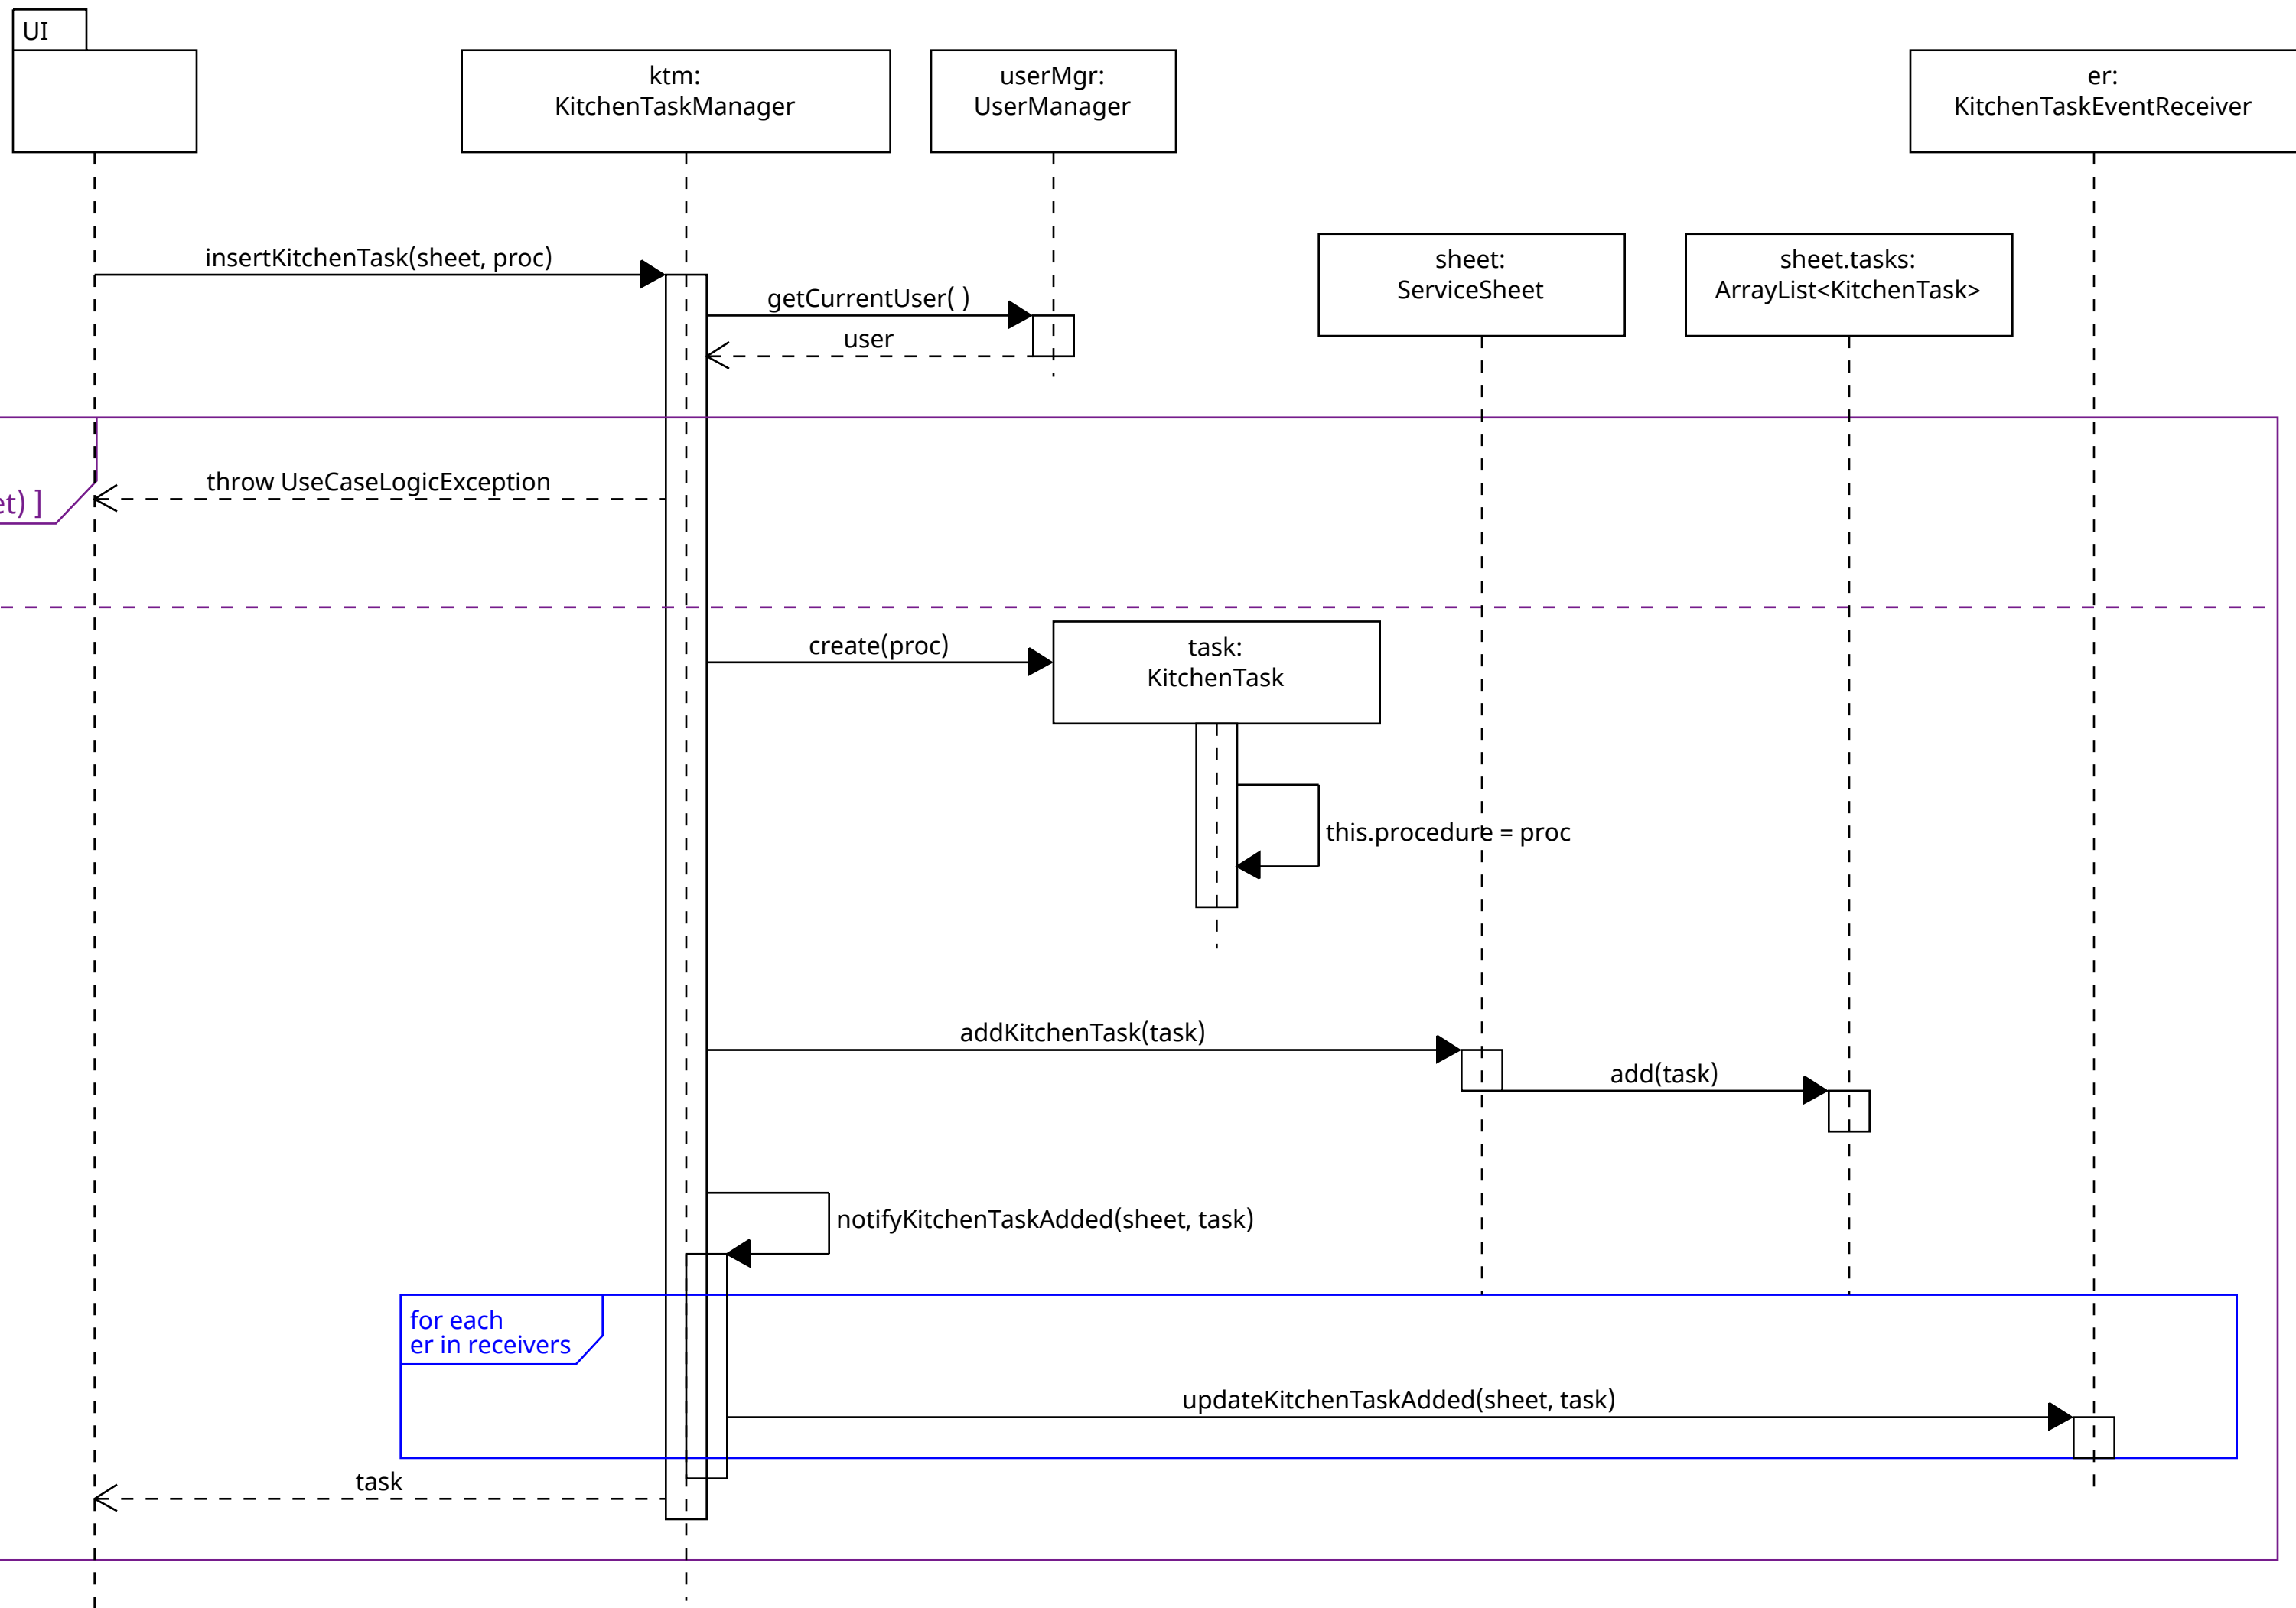 UI
ktm:
KitchenTaskManager
userMgr:
UserManager
er:
KitchenTaskEventReceiver
insertKitchenTask(sheet, proc)
sheet:
ServiceSheet
sheet.tasks:
ArrayList<KitchenTask>
getCurrentUser( )
user
throw UseCaseLogicException
et) ]
create(proc)
task:
KitchenTask
this.procedure = proc
addKitchenTask(task)
add(task)
notifyKitchenTaskAdded(sheet, task)
for each
er in receivers
updateKitchenTaskAdded(sheet, task)
task